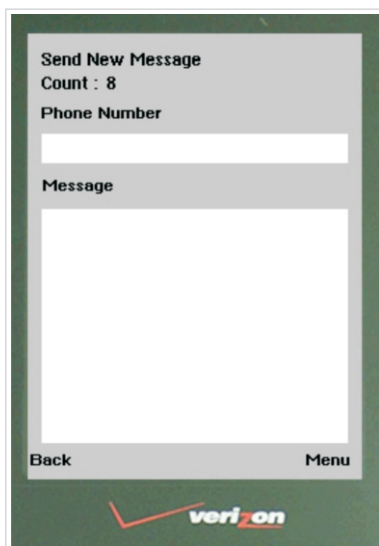 Send New Message
Count : 8
Phone Number
Message
Back Menu
verizon